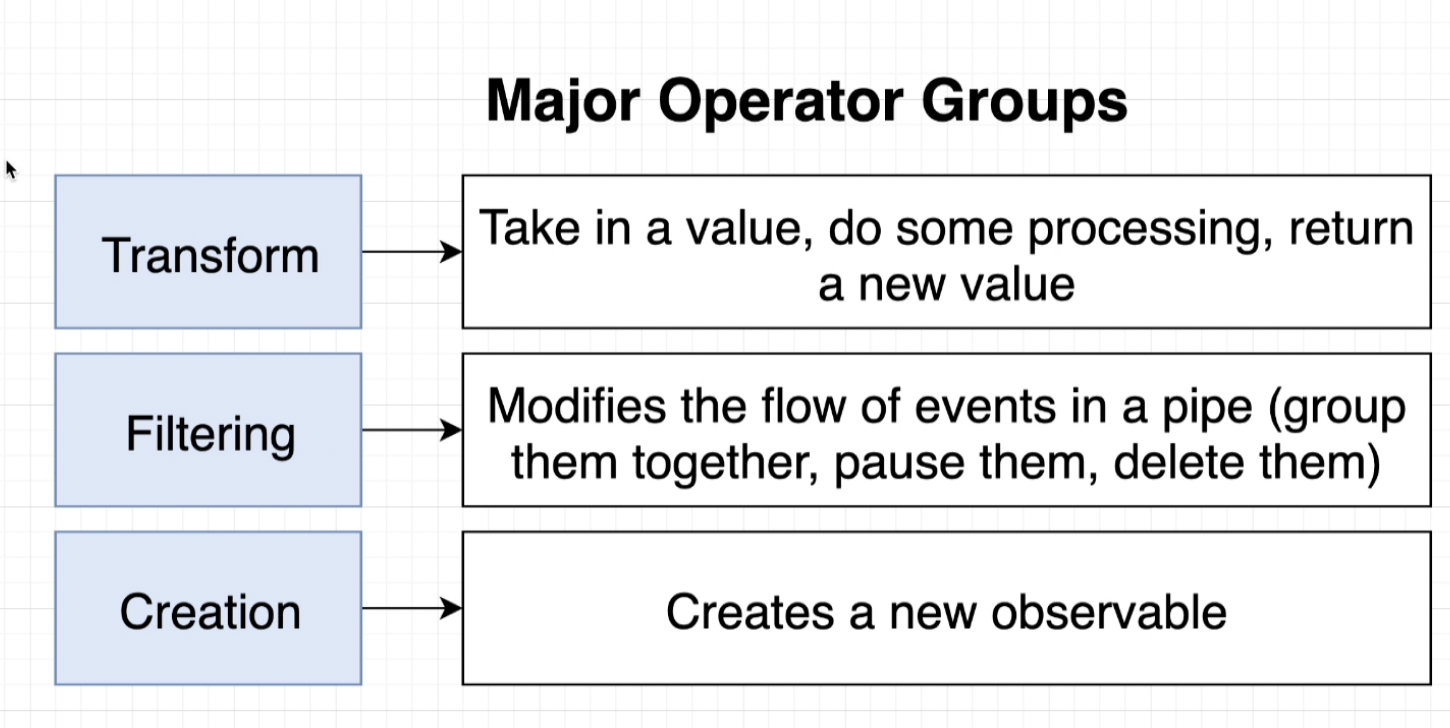 Major Operator Groups
Transform
Take in a value, do some processing, return
a new value
Filtering
Modifies the flow of events in a pipe (group
them together, pause them, delete them)
Creation
Creates a new observable